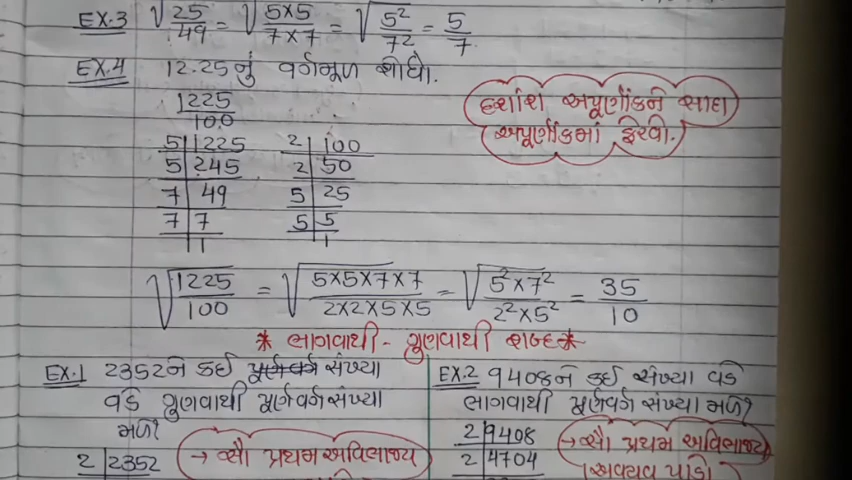 EX.3 √25/49 = √5×5/7×7 = √5²/7² = 5/7
EX.4 12.25નું વર્ગમૂળ શોધો.
1225/100
દશાંશ અપૂર્ણાંકને સાદા
અપૂર્ણાંકમાં ફેરવી.
5 | 1225 2 | 100
5 | 245 2 | 50
7 | 49 5 | 25
7 | 7 5 | 5
1 1
√1225/100 = √5×5×7×7/2×2×5×5 = √5²×7²/2²×5² = 35/10
* ભાગવાથી - ગુણવાથી શબ્દ *
EX.1 2352ને કઈ પૂર્ણવર્ગ સંખ્યા
વડે ગુણવાથી પૂર્ણવર્ગ સંખ્યા
મળે?
2 | 2352
→ સૌ પ્રથમ અવિભાજ્ય
EX.2 9408ને કઈ સંખ્યા વડે
ભાગવાથી પૂર્ણવર્ગ સંખ્યા મળે?
2 | 9408
2 | 4704
→ સૌ પ્રથમ અવિભાજ્ય
અવયવ પાડો